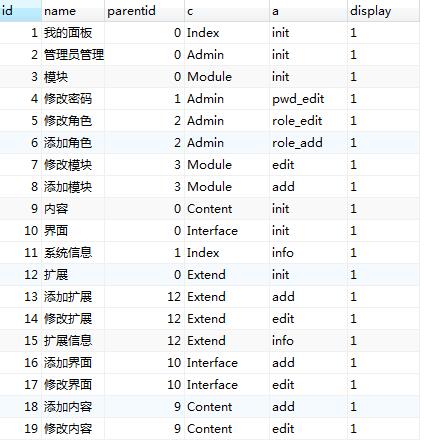 id name parentid c a display
1 我的面板 0 Index init 1
2 管理员管理 0 Admin init 1
3 模块 0 Module init 1
4 修改密码 1 Admin pwd_edit 1
5 修改角色 2 Admin role_edit 1
6 添加角色 2 Admin role_add 1
7 修改模块 3 Module edit 1
8 添加模块 3 Module add 1
9 内容 0 Content init 1
10 界面 0 Interface init 1
11 系统信息 1 Index info 1
12 扩展 0 Extend init 1
13 添加扩展 12 Extend add 1
14 修改扩展 12 Extend edit 1
15 扩展信息 12 Extend info 1
16 添加界面 10 Interface add 1
17 修改界面 10 Interface edit 1
18 添加内容 9 Content add 1
19 修改内容 9 Content edit 1